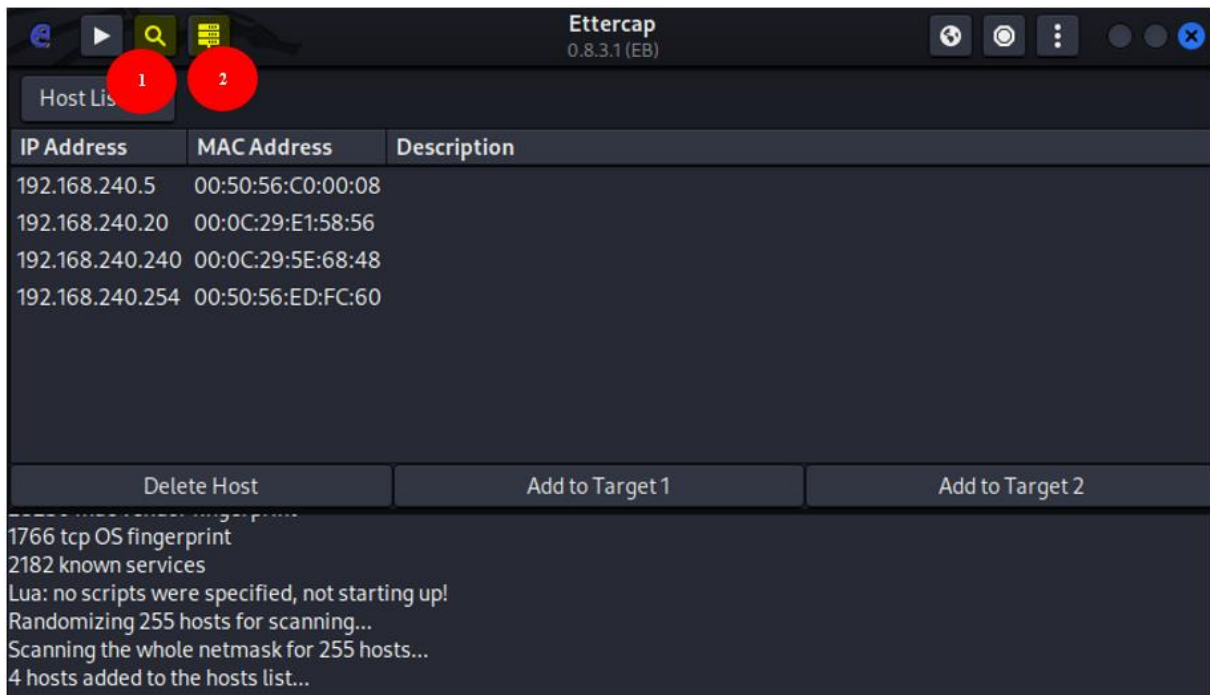 Ettercap
0.8.3.1 (EB)
1
2
Host Lis
IP Address MAC Address Description
192.168.240.5 00:50:56:C0:00:08
192.168.240.20 00:0C:29:E1:58:56
192.168.240.240 00:0C:29:5E:68:48
192.168.240.254 00:50:56:ED:FC:60
Delete Host Add to Target 1 Add to Target 2
1766 tcp OS fingerprint
2182 known services
Lua: no scripts were specified, not starting up!
Randomizing 255 hosts for scanning...
Scanning the whole netmask for 255 hosts...
4 hosts added to the hosts list...